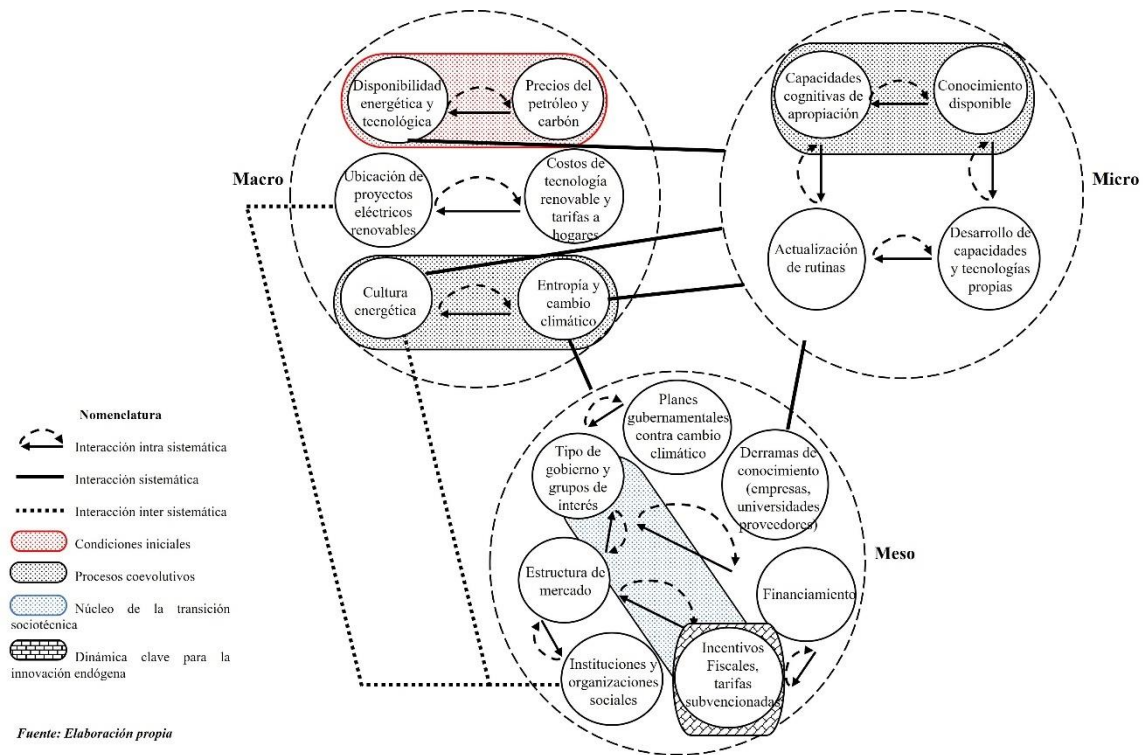 Macro
Disponibilidad
energética y
tecnológica
Precios del
petróleo y
carbón
Ubicación de
proyectos
eléctricos
renovables
Costos de
tecnología
renovable y
tarifas a
hogares
Cultura
energética
Entropía y
cambio
climático
Micro
Capacidades
cognitivas de
apropiación
Conocimiento
disponible
Actualización
de rutinas
Desarrollo de
capacidades
y tecnologías
propias
Meso
Planes
gubernamentales
contra cambio
climático
Tipo de
gobierno y
grupos de
interés
Derramas de
conocimiento
(empresas,
universidades
proveedores)
Estructura de
mercado
Financiamiento
Instituciones y
organizaciones
sociales
Incentivos
Fiscales,
tarifas
subvencionadas
Nomenclatura
Interacción intra sistemática
Interacción sistemática
Interacción inter sistemática
Condiciones iniciales
Procesos coevolutivos
Núcleo de la transición
sociotécnica
Dinámica clave para la
innovación endógena
Fuente: Elaboración propia